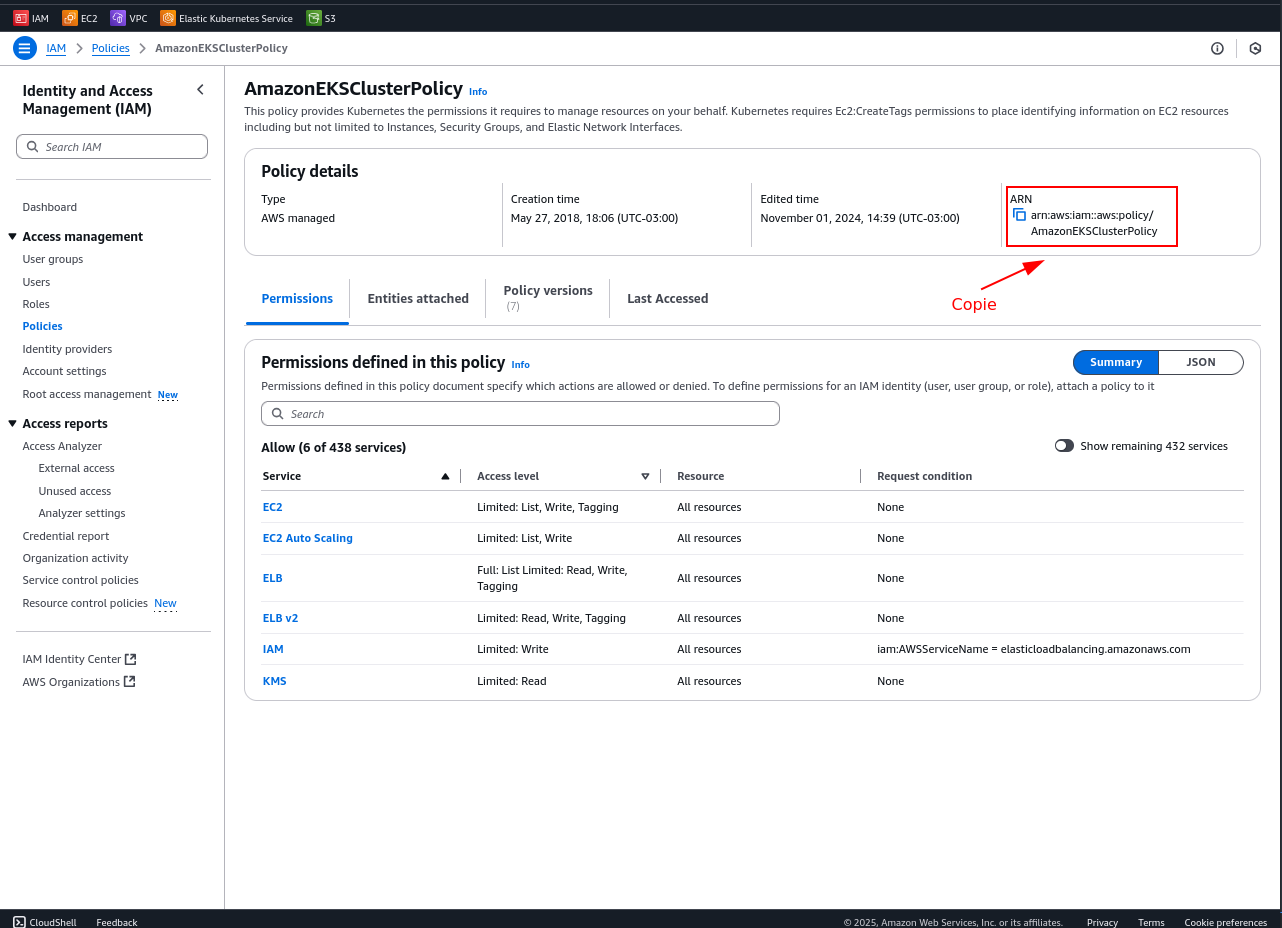 IAM EC2 VPC Elastic Kubernetes Service S3
IAM > Policies > AmazonEKSClusterPolicy
Identity and Access
Management (IAM)
Search IAM
Dashboard
Access management
User groups
Users
Roles
Policies
Identity providers
Account settings
Root access management New
Access reports
Access Analyzer
External access
Unused access
Analyzer settings
Credential report
Organization activity
Service control policies
Resource control policies New
IAM Identity Center
AWS Organizations
AmazonEKSClusterPolicy Info
This policy provides Kubernetes the permissions it requires to manage resources on your behalf. Kubernetes requires Ec2:CreateTags permissions to place identifying information on EC2 resources
including but not limited to Instances, Security Groups, and Elastic Network Interfaces.
Policy details
Type
AWS managed
Creation time
May 27, 2018, 18:06 (UTC-03:00)
Edited time
November 01, 2024, 14:39 (UTC-03:00)
ARN
arn:aws:iam::aws:policy/
AmazonEKSClusterPolicy
Copie
Permissions
Entities attached
Policy versions
(7)
Last Accessed
Permissions defined in this policy Info
Summary JSON
Permissions defined in this policy document specify which actions are allowed or denied. To define permissions for an IAM identity (user, user group, or role), attach a policy to it
Search
Allow (6 of 438 services)
Show remaining 432 services
Service Access level Resource Request condition
EC2 Limited: List, Write, Tagging All resources None
EC2 Auto Scaling Limited: List, Write All resources None
ELB Full: List Limited: Read, Write, All resources None
Tagging
ELB v2 Limited: Read, Write, Tagging All resources None
IAM Limited: Write All resources iam:AWSServiceName = elasticloadbalancing.amazonaws.com
KMS Limited: Read All resources None
CloudShell Feedback © 2025, Amazon Web Services, Inc. or its affiliates. Privacy Terms Cookie preferences